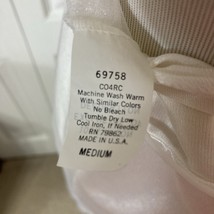 69758
CO4RC
Machine Wash Warm
With Similar Colors
No Bleach
Tumble Dry Low
Cool Iron, If Needed
RN 79862
MADE IN U.S.A.
MEDIUM